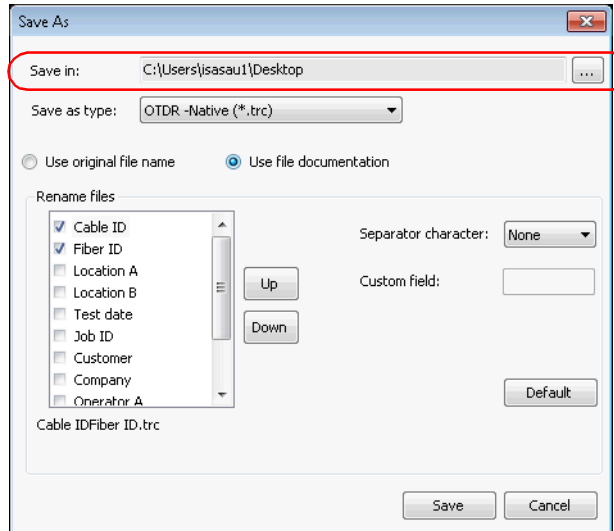 Save As
Save in: C:\Users\isasau1\Desktop ...
Save as type: OTDR -Native (*.trc)
Use original file name Use file documentation
Rename files
Cable ID
Fiber ID
Location A
Location B
Test date
Job ID
Customer
Company
Operator A
Up
Down
Separator character: None
Custom field:
Default
Cable IDFiber ID.trc
Save Cancel